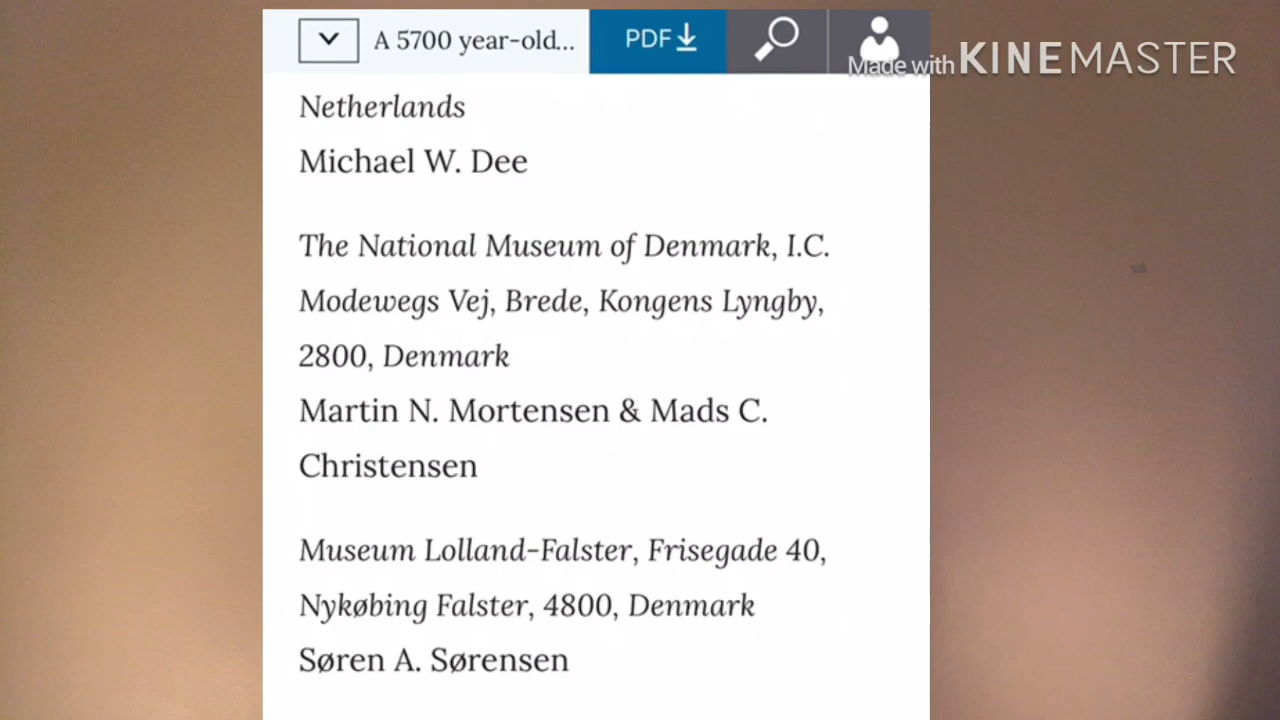 A 5700 year-old...
PDF
Made with KINEMASTER
Netherlands
Michael W. Dee
The National Museum of Denmark, I.C.
Modewegs Vej, Brede, Kongens Lyngby,
2800, Denmark
Martin N. Mortensen & Mads C.
Christensen
Museum Lolland-Falster, Frisegade 40,
Nykøbing Falster, 4800, Denmark
Søren A. Sørensen